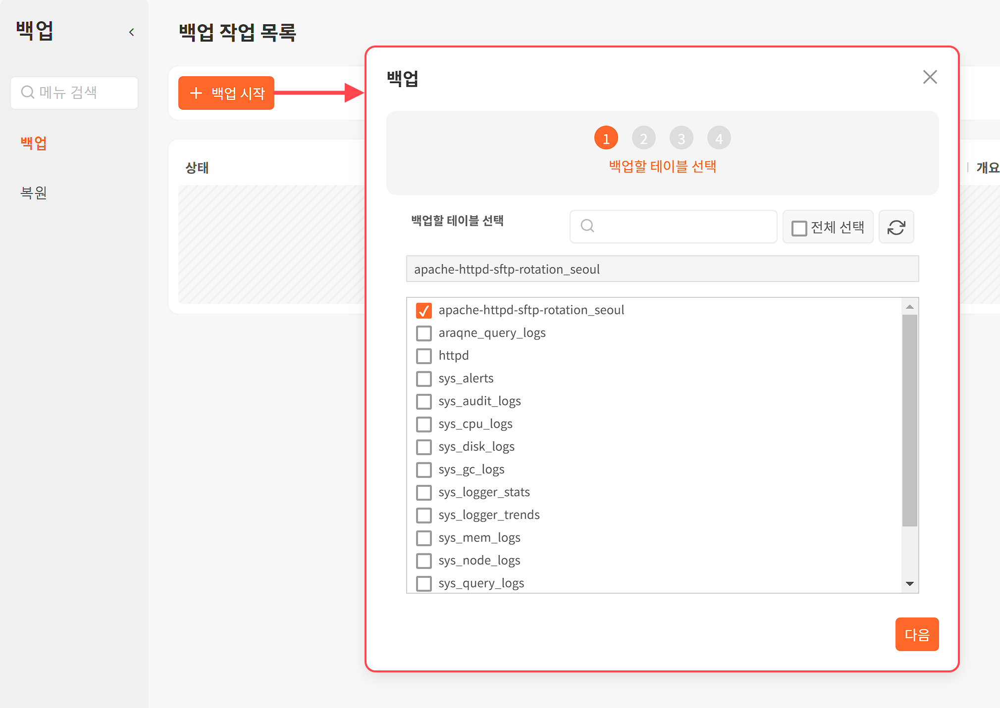 백업
메뉴 검색
백업
복원
백업 작업 목록
백업 시작
상태
개요
백업
1 2 3 4
백업할 테이블 선택
백업할 테이블 선택
전체 선택
apache-httpd-sftp-rotation_seoul
apache-httpd-sftp-rotation_seoul
araqne_query_logs
httpd
sys_alerts
sys_audit_logs
sys_cpu_logs
sys_disk_logs
sys_gc_logs
sys_logger_stats
sys_logger_trends
sys_mem_logs
sys_node_logs
sys_query_logs
다음